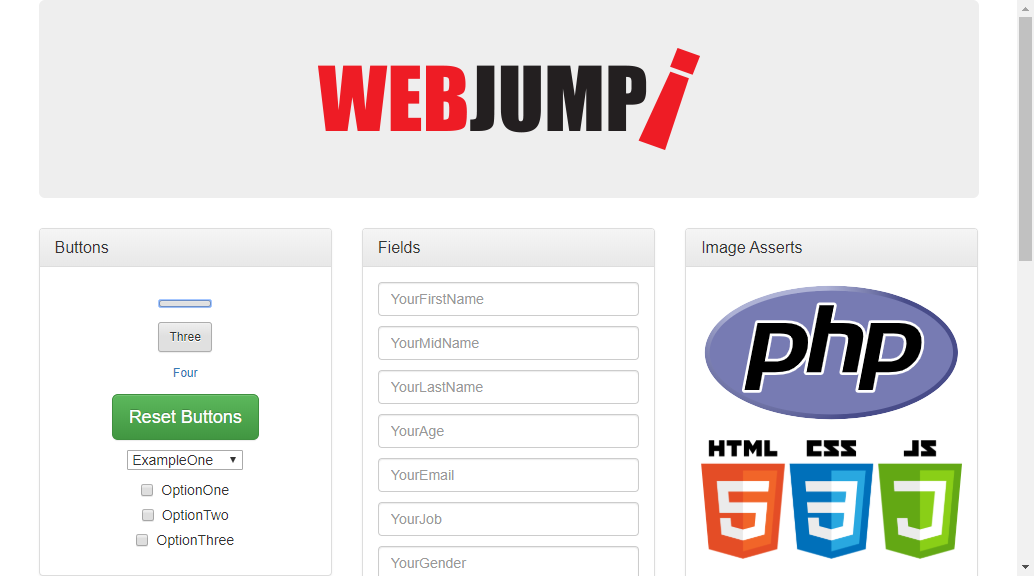 WEBJUMP!
Buttons
Three
Four
Reset Buttons
ExampleOne
OptionOne
OptionTwo
OptionThree
Fields
YourFirstName
YourMidName
YourLastName
YourAge
YourEmail
YourJob
YourGender
Image Asserts
php
HTML CSS JS
5 3 J